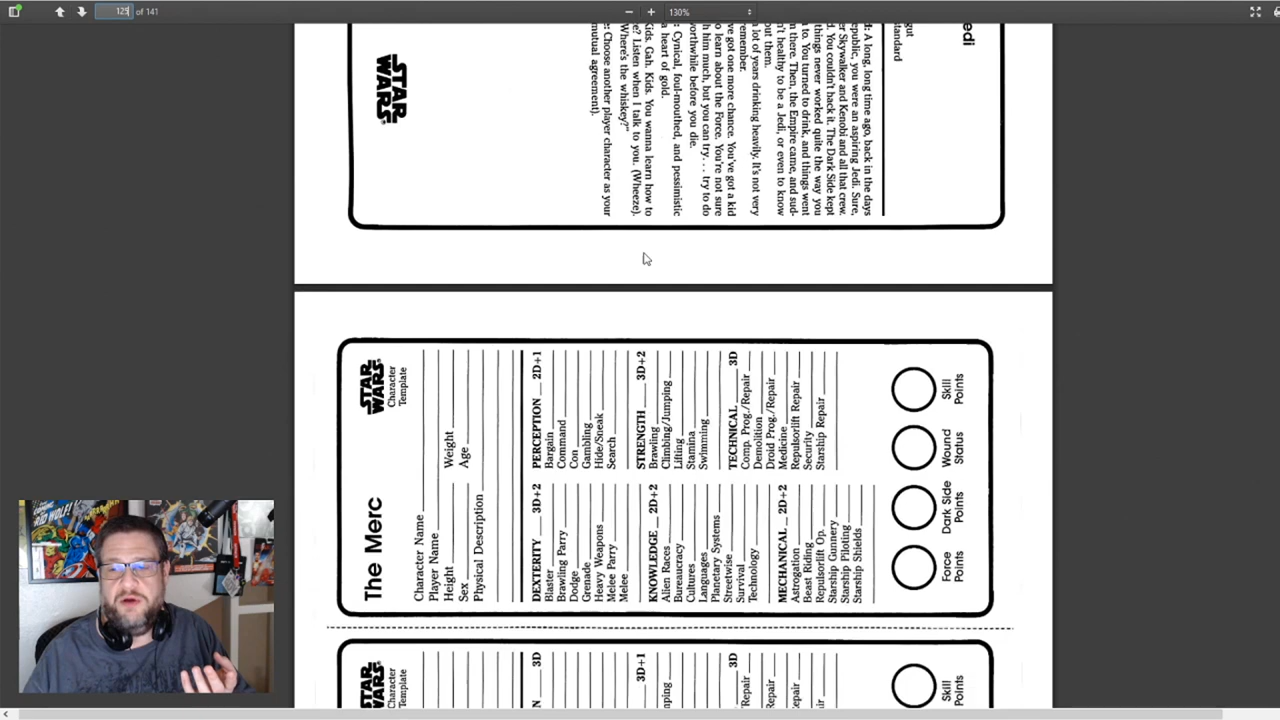 125 of 141
130%
edi
gut
standard
: A long, long time ago, back in the days
epublic, you were an aspiring Jedi. Sure,
er Skywalker and Kenobi and all that crew.
d. You couldn't hack it. The Dark Side kept
things never worked quite the way you
to. You turned to drink, and things went
n there. Then, the Empire came, and sud-
n't healthy to be a Jedi, or even to know
out them.
a lot of years drinking heavily. It's not very
remember.
ve got one more chance. You've got a kid
o learn about the Force. You're not sure
h him much, but you can try . . . try to do
worthwhile before you die.
: Cynical, foul-mouthed, and pessimistic
a heart of gold.
Kids. Gah. Kids. You wanna learn how to
e? Listen when I talk to you. (Wheeze).
Where's the whiskey?"
e: Choose another player character as your
mutual agreement).
STAR
WARS®
The Merc
STAR
WARS®
Character
Template
Character Name
Player Name
Height Weight
Sex Age
Physical Description
DEXTERITY 3D+2
Blaster
Brawling Parry
Dodge
Grenade
Heavy Weapons
Melee Parry
Melee
KNOWLEDGE 2D+2
Alien Races
Bureaucracy
Cultures
Languages
Planetary Systems
Streetwise
Survival
Technology
MECHANICAL 2D+2
Astrogation
Beast Riding
Repulsorlift Op.
Starship Gunnery
Starship Piloting
Starship Shields
PERCEPTION 2D+1
Bargain
Command
Con
Gambling
Hide/Sneak
Search
STRENGTH 3D+2
Brawling
Climbing/Jumping
Lifting
Stamina
Swimming
TECHNICAL 3D
Comp. Prog./Repair
Demolition
Droid Prog./Repair
Medicine
Repulsorlift Repair
Security
Starship Repair
Force
Points
Dark Side
Points
Wound
Status
Skill
Points
STAR
WARS
Character
Template
N 3D
3D+1
mping
3D
Repair
Repair
pair
ir
Skill
Points